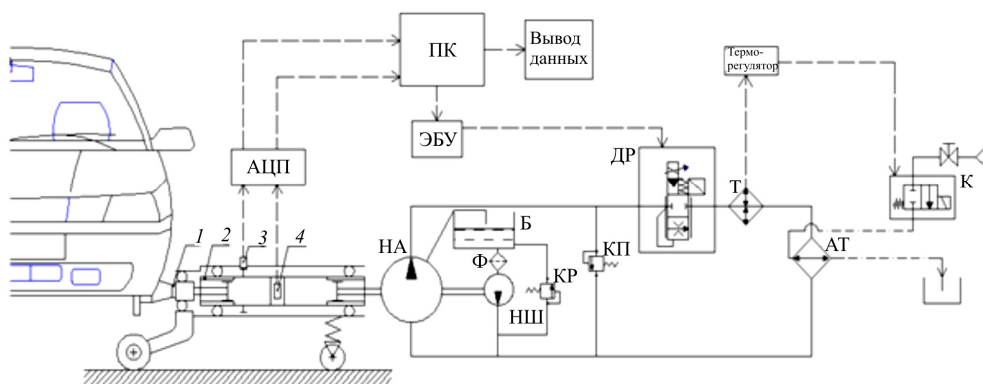 ПК
Вывод
данных
Термо-
регулятор
ЭБУ
АЦП
ДР
Т
К
1
2
3
4
НА
Б
Ф
КР
НШ
КП
АТ